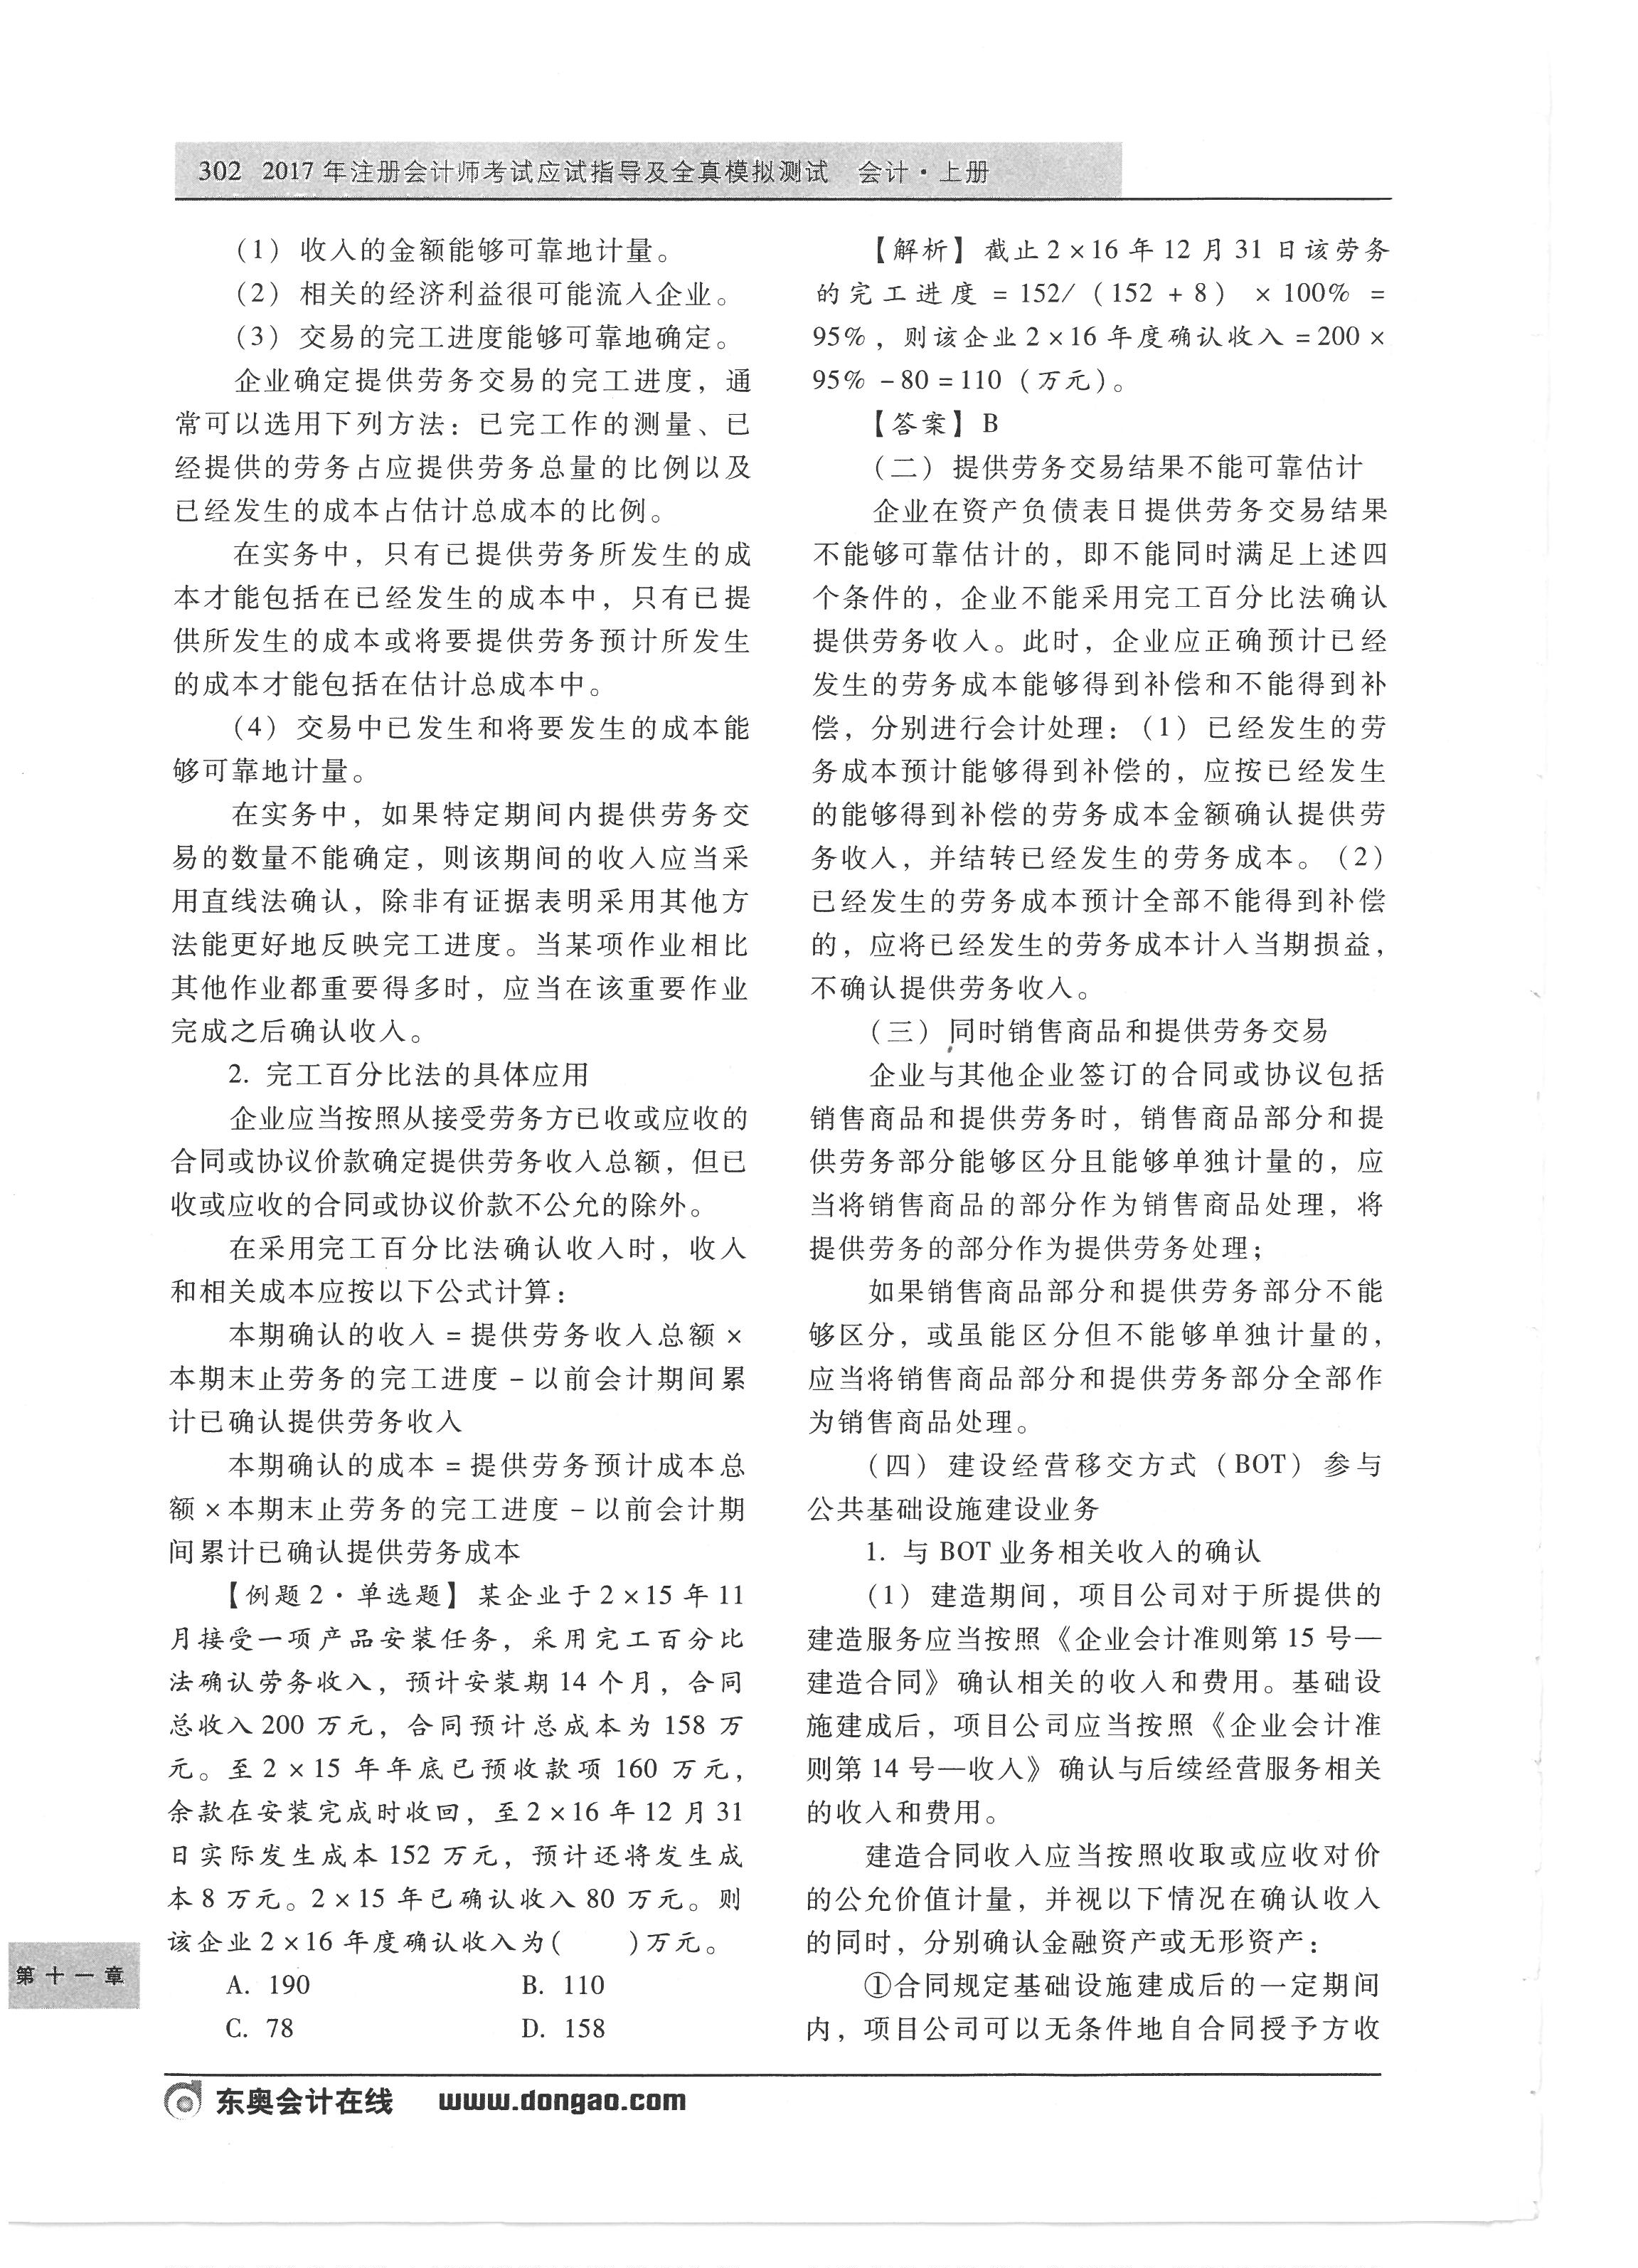 302 2017 年注册会计师考试应试指导及全真模拟测试 会计·上册
(1) 收入的金额能够可靠地计量。
(2) 相关的经济利益很可能流入企业。
(3) 交易的完工进度能够可靠地确定。
企业确定提供劳务交易的完工进度，通
常可以选用下列方法：已完工作的测量、已
经提供的劳务占应提供劳务总量的比例以及
已经发生的成本占估计总成本的比例。
在实务中，只有已提供劳务所发生的成
本才能包括在已经发生的成本中，只有已提
供所发生的成本或将要提供劳务预计所发生
的成本才能包括在估计总成本中。
(4) 交易中已发生和将要发生的成本能
够可靠地计量。
在实务中，如果特定期间内提供劳务交
易的数量不能确定，则该期间的收入应当采
用直线法确认，除非有证据表明采用其他方
法能更好地反映完工进度。当某项作业相比
其他作业都重要得多时，应当在该重要作业
完成之后确认收入。
2. 完工百分比法的具体应用
企业应当按照从接受劳务方已收或应收的
合同或协议价款确定提供劳务收入总额，但已
收或应收的合同或协议价款不公允的除外。
在采用完工百分比法确认收入时，收入
和相关成本应按以下公式计算：
本期确认的收入 = 提供劳务收入总额 ×
本期末止劳务的完工进度 - 以前会计期间累
计已确认提供劳务收入
本期确认的成本 = 提供劳务预计成本总
额 × 本期末止劳务的完工进度 - 以前会计期
间累计已确认提供劳务成本
【例题 2·单选题】某企业于 2×15 年 11
月接受一项产品安装任务，采用完工百分比
法确认劳务收入，预计安装期 14 个月，合同
总收入 200 万元，合同预计总成本为 158 万
元。至 2×15 年年底已预收款项 160 万元，
余款在安装完成时收回，至 2×16 年 12 月 31
日实际发生成本 152 万元，预计还将发生成
本 8 万元。2×15 年已确认收入 80 万元。则
该企业 2×16 年度确认收入为(　　)万元。
A. 190　　B. 110
C. 78　　D. 158
【解析】截止 2×16 年 12 月 31 日该劳务
的完工进度 = 152/（152 + 8）× 100% =
95%，则该企业 2×16 年度确认收入 = 200 ×
95% - 80 = 110（万元）。
【答案】B
（二）提供劳务交易结果不能可靠估计
企业在资产负债表日提供劳务交易结果
不能够可靠估计的，即不能同时满足上述四
个条件的，企业不能采用完工百分比法确认
提供劳务收入。此时，企业应正确预计已经
发生的劳务成本能够得到补偿和不能得到补
偿，分别进行会计处理：（1）已经发生的劳
务成本预计能够得到补偿的，应按已经发生
的能够得到补偿的劳务成本金额确认提供劳
务收入，并结转已经发生的劳务成本。（2）
已经发生的劳务成本预计全部不能得到补偿
的，应将已经发生的劳务成本计入当期损益，
不确认提供劳务收入。
（三）同时销售商品和提供劳务交易
企业与其他企业签订的合同或协议包括
销售商品和提供劳务时，销售商品部分和提
供劳务部分能够区分且能够单独计量的，应
当将销售商品的部分作为销售商品处理，将
提供劳务的部分作为提供劳务处理；
如果销售商品部分和提供劳务部分不能
够区分，或虽能区分但不能够单独计量的，
应当将销售商品部分和提供劳务部分全部作
为销售商品处理。
（四）建设经营移交方式（BOT）参与
公共基础设施建设业务
1. 与 BOT 业务相关收入的确认
（1）建造期间，项目公司对于所提供的
建造服务应当按照《企业会计准则第 15 号—
建造合同》确认相关的收入和费用。基础设
施建成后，项目公司应当按照《企业会计准
则第 14 号—收入》确认与后续经营服务相关
的收入和费用。
建造合同收入应当按照收取或应收对价
的公允价值计量，并视以下情况在确认收入
的同时，分别确认金融资产或无形资产：
①合同规定基础设施建成后的一定期间
内，项目公司可以无条件地自合同授予方收
第十一章
东奥会计在线 www.dongao.com